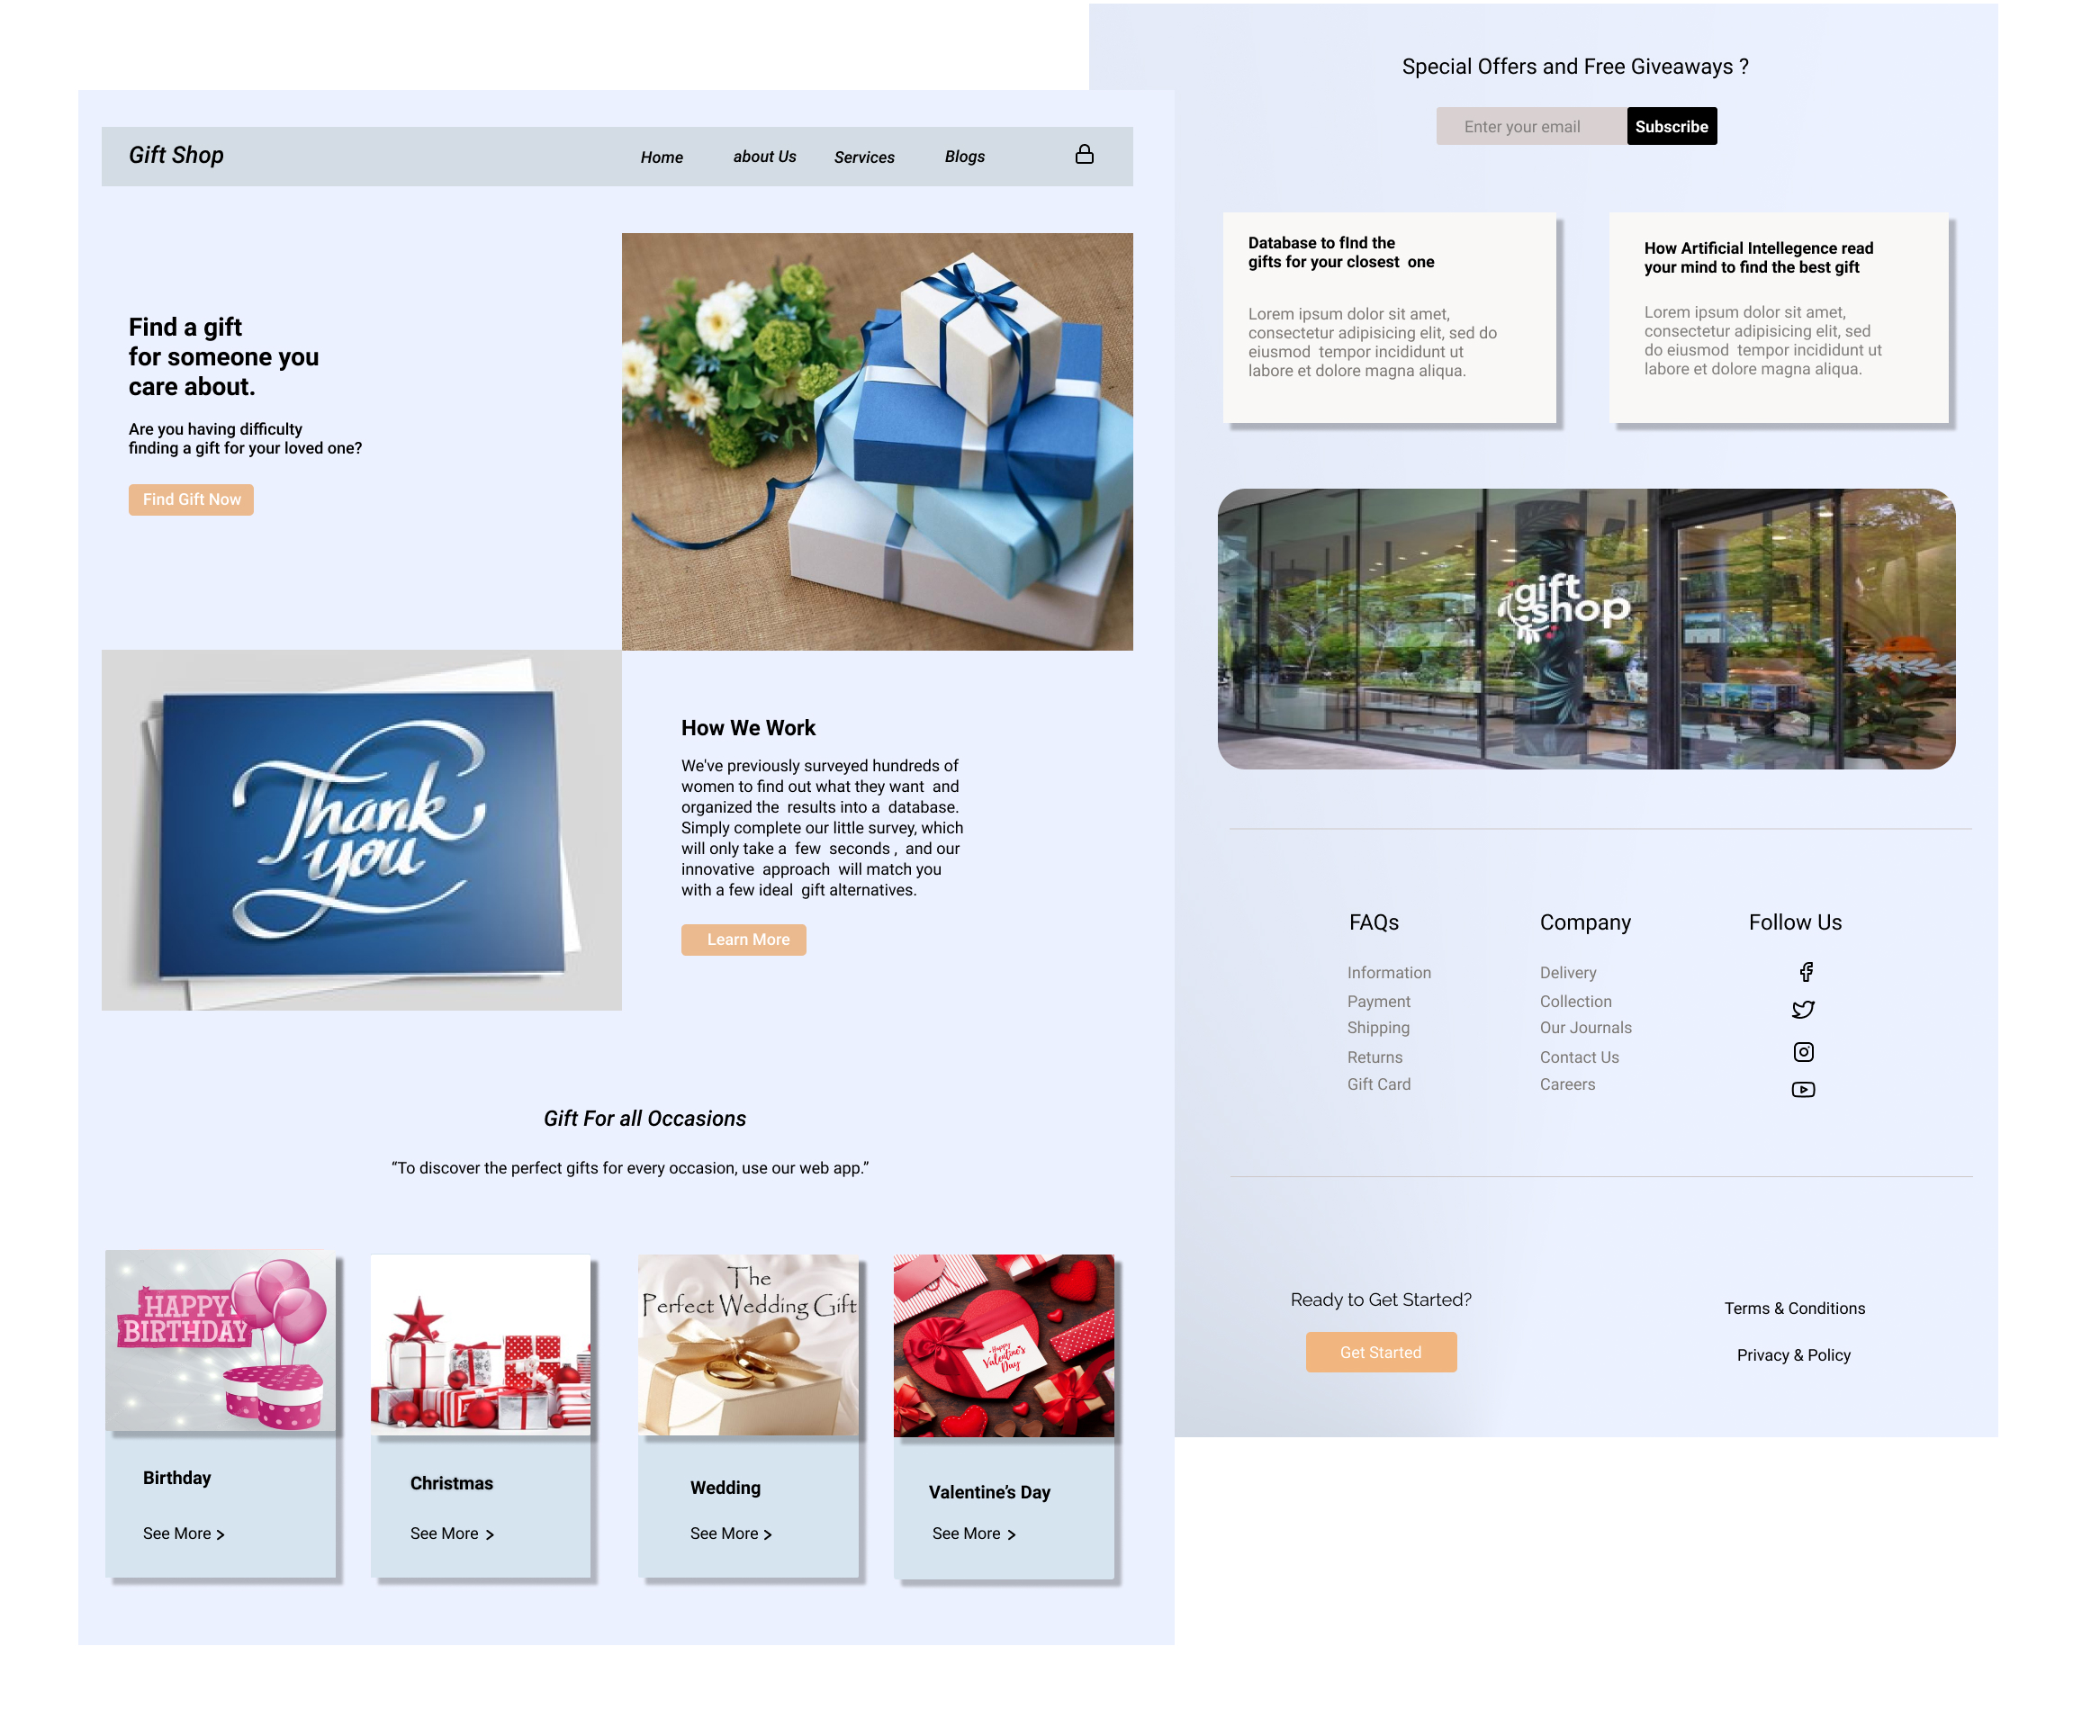 Gift Shop
Home
about Us
Services
Blogs
Find a gift
for someone you
care about.
Are you having difficulty
finding a gift for your loved one?
Find Gift Now
Thank
you
How We Work
We've previously surveyed hundreds of
women to find out what they want and
organized the results into a database.
Simply complete our little survey, which
will only take a few seconds , and our
innovative approach will match you
with a few ideal gift alternatives.
Learn More
Gift For all Occasions
“To discover the perfect gifts for every occasion, use our web app.”
HAPPY
BIRTHDAY
Birthday
See More >
Christmas
See More >
The
Perfect Wedding Gift
Wedding
See More >
Happy
Valentine's
Day
Valentine’s Day
See More >
Special Offers and Free Giveaways ?
Enter your email
Subscribe
Database to find the
gifts for your closest one
Lorem ipsum dolor sit amet,
consectetur adipisicing elit, sed do
eiusmod tempor incididunt ut
labore et dolore magna aliqua.
How Artificial Intellegence read
your mind to find the best gift
Lorem ipsum dolor sit amet,
consectetur adipisicing elit, sed
do eiusmod tempor incididunt ut
labore et dolore magna aliqua.
gift
shop
FAQs
Information
Payment
Shipping
Returns
Gift Card
Company
Delivery
Collection
Our Journals
Contact Us
Careers
Follow Us
Ready to Get Started?
Get Started
Terms & Conditions
Privacy & Policy